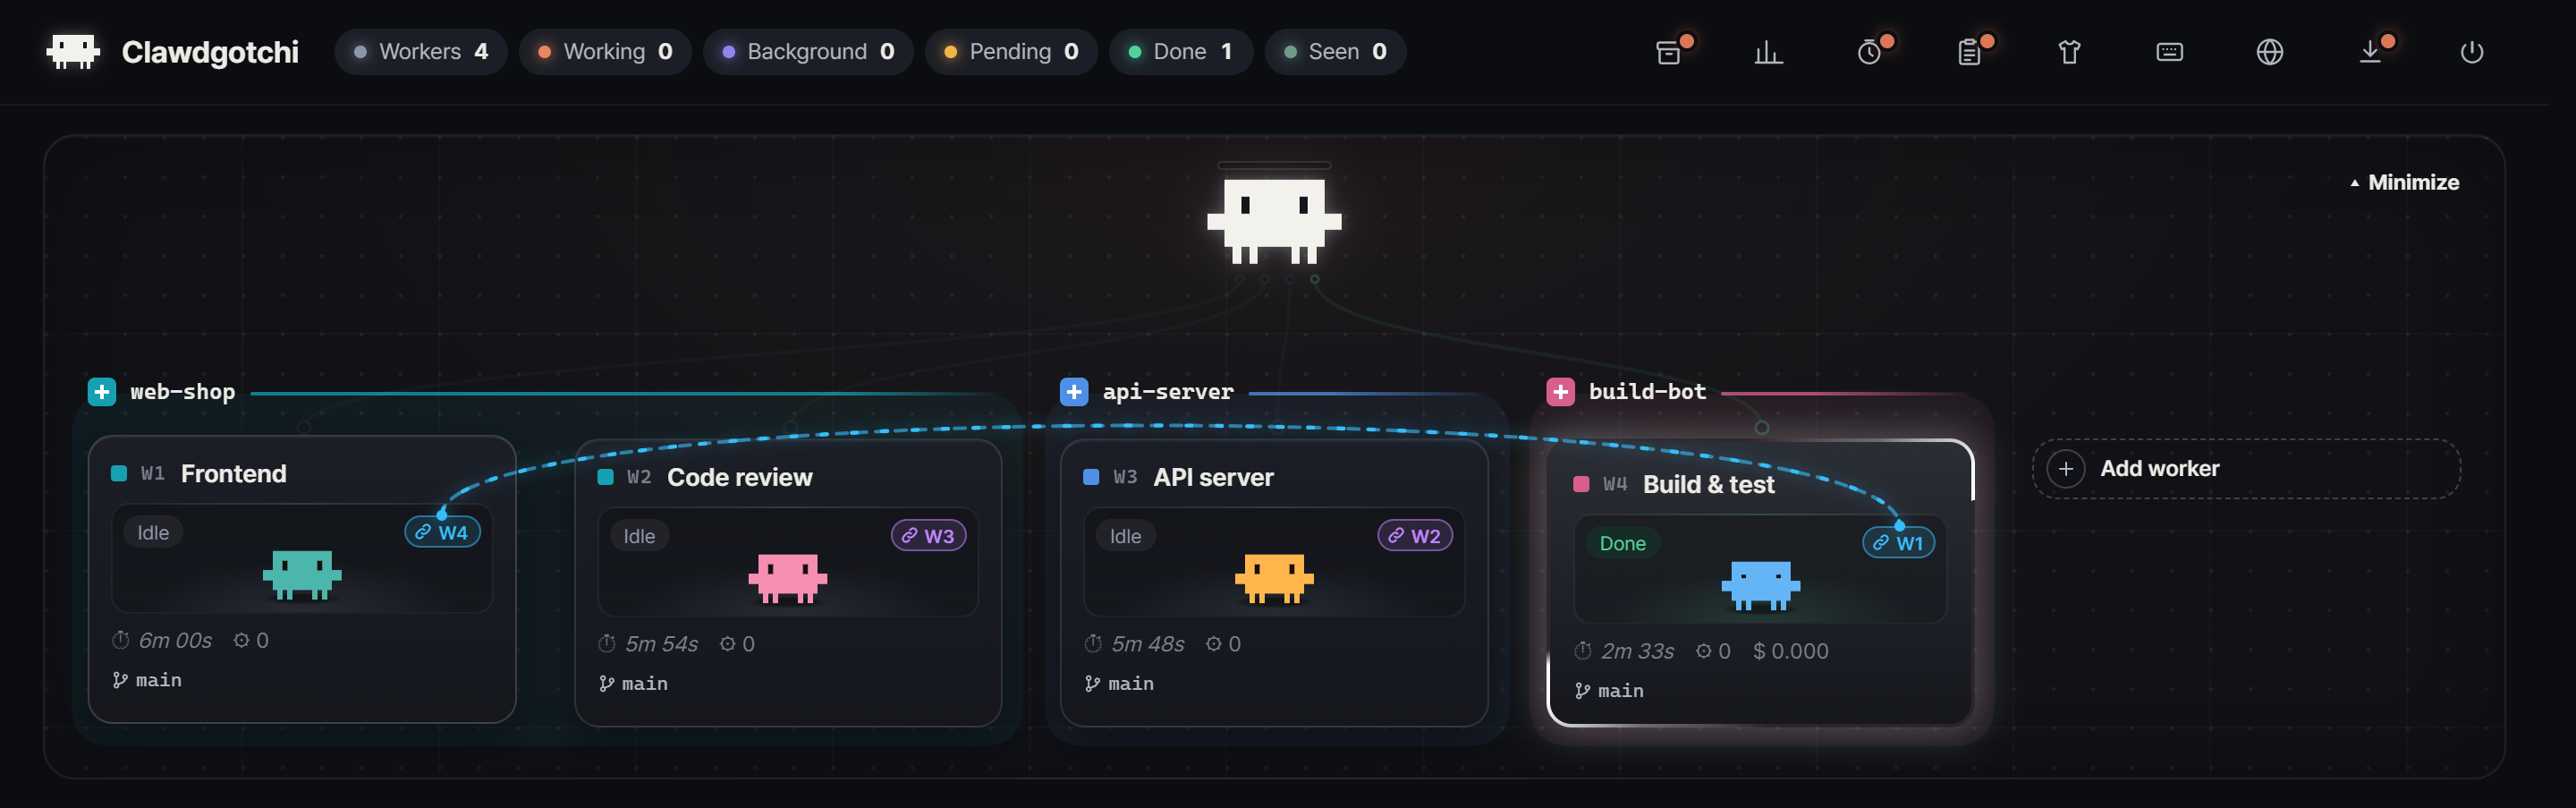 Clawdgotchi
Workers 4
Working 0
Background 0
Pending 0
Done 1
Seen 0
Minimize
web-shop
api-server
build-bot
W1 Frontend
Idle
W4
6m 00s
0
main
W2 Code review
Idle
W3
5m 54s
0
main
W3 API server
Idle
W2
5m 48s
0
main
W4 Build & test
Done
W1
2m 33s
0
$ 0.000
main
Add worker